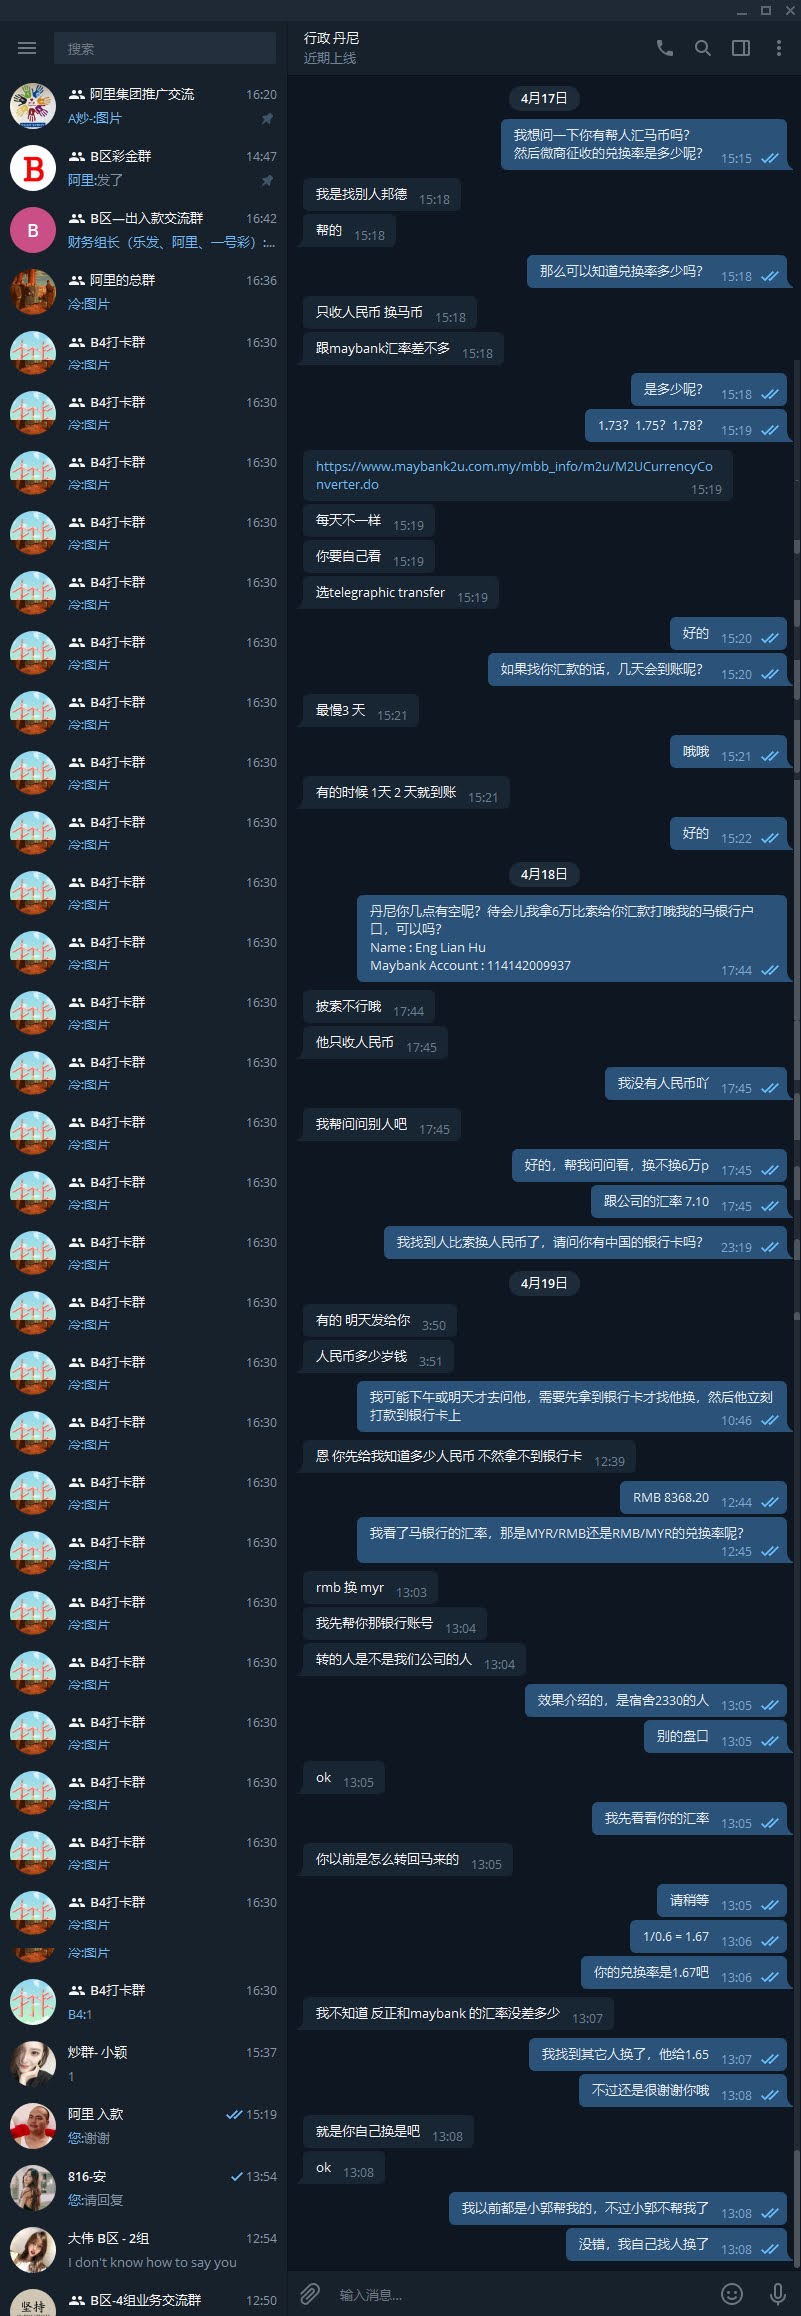 搜索
阿里集团推广交流 16:20
A炒-:图片
B区彩金群 14:47
阿里:发了
B区—出入款交流群 16:42
财务组长（乐发、阿里、一号彩）:...
阿里的总群 16:36
冷:图片
B4打卡群 16:30
冷:图片
B4打卡群 16:30
冷:图片
B4打卡群 16:30
冷:图片
B4打卡群 16:30
冷:图片
B4打卡群 16:30
冷:图片
B4打卡群 16:30
冷:图片
B4打卡群 16:30
冷:图片
B4打卡群 16:30
冷:图片
B4打卡群 16:30
冷:图片
B4打卡群 16:30
冷:图片
B4打卡群 16:30
冷:图片
B4打卡群 16:30
冷:图片
B4打卡群 16:30
冷:图片
B4打卡群 16:30
冷:图片
B4打卡群 16:30
冷:图片
B4打卡群 16:30
冷:图片
B4打卡群 16:30
冷:图片
B4打卡群 16:30
冷:图片
B4打卡群 16:30
冷:图片
B4打卡群 16:30
冷:图片
B4打卡群 16:30
冷:图片
B4打卡群 16:30
冷:图片
B4打卡群 16:30
冷:图片
B4打卡群 16:30
冷:图片
B4打卡群 16:30
冷:图片
B4打卡群 16:30
冷:图片
B4打卡群 16:30
冷:图片
冷:图片
B4打卡群 16:30
B4:1
炒群- 小颖 15:37
1
阿里 入款 15:19
您:谢谢
816-安 13:54
您:请回复
大伟 B区 - 2组 12:54
I don't know how to say you
B区-4组业务交流群 12:50
坚持
B
B
行政 丹尼
近期上线
4月17日
我想问一下你有帮人汇马币吗？
然后微商征收的兑换率是多少呢？ 15:15
我是找别人邦德 15:18
帮的 15:18
那么可以知道兑换率多少吗？ 15:18
只收人民币 换马币 15:18
跟maybank汇率差不多 15:18
是多少呢？ 15:18
1.73？1.75？1.78？ 15:19
https://www.maybank2u.com.my/mbb_info/m2u/M2UCurrencyCo
nverter.do 15:19
每天不一样 15:19
你要自己看 15:19
选telegraphic transfer 15:19
好的 15:20
如果找你汇款的话，几天会到账呢？ 15:20
最慢3 天 15:21
哦哦 15:21
有的时候 1天 2 天就到账 15:21
好的 15:22
4月18日
丹尼你几点有空呢？待会儿我拿6万比索给你汇款打哦我的马银行户
口，可以吗？
Name : Eng Lian Hu
Maybank Account : 114142009937 17:44
披索不行哦 17:44
他只收人民币 17:45
我没有人民币吖 17:45
我帮问问别人吧 17:45
好的，帮我问问看，换不换6万p 17:45
跟公司的汇率 7.10 17:45
我找到人比索换人民币了，请问你有中国的银行卡吗？ 23:19
4月19日
有的 明天发给你 3:50
人民币多少岁钱 3:51
我可能下午或明天才去问他，需要先拿到银行卡才找他换，然后他立刻
打款到银行卡上 10:46
恩 你先给我知道多少人民币 不然拿不到银行卡 12:39
RMB 8368.20 12:44
我看了马银行的汇率，那是MYR/RMB还是RMB/MYR的兑换率呢？
12:45
rmb 换 myr 13:03
我先帮你那银行账号 13:04
转的人是不是我们公司的人 13:04
效果介绍的，是宿舍2330的人 13:05
别的盘口 13:05
ok 13:05
我先看看你的汇率 13:05
你以前是怎么转回马来的 13:05
请稍等 13:05
1/0.6 = 1.67 13:06
你的兑换率是1.67吧 13:06
我不知道 反正和maybank 的汇率没差多少 13:07
我找到其它人换了，他给1.65 13:07
不过还是很谢谢你哦 13:08
就是你自己换是吧 13:08
ok 13:08
我以前都是小郭帮我的，不过小郭不帮我了 13:08
没错，我自己找人换了 13:08
输入消息...